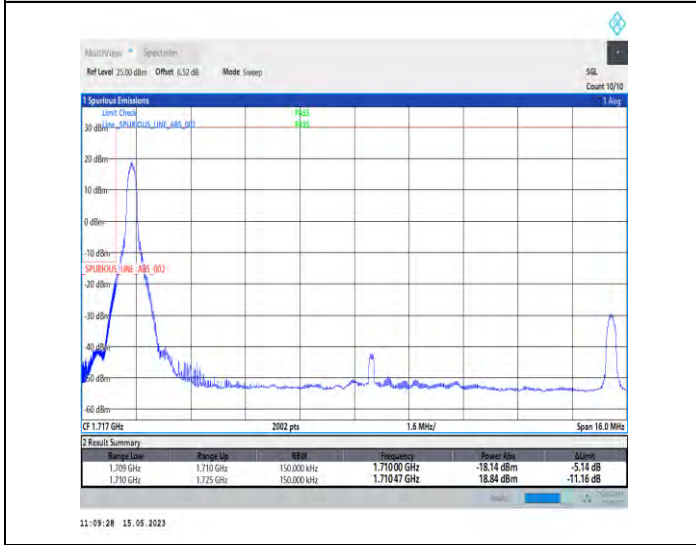 MultiView Spectrum
Ref Level 25.00 dBm Offset 6.52 dB Mode Sweep SGL
Count 10/10
1 Spurious Emissions 1 Avg
Limit Check PASS
30 dBm Line _SPURIOUS_LINE_ABS_002 PASS
20 dBm
10 dBm
0 dBm
-10 dBm
_SPURIOUS_LINE_ABS_002
-20 dBm
-30 dBm
-40 dBm
-50 dBm
-60 dBm
CF 1.717 GHz 2002 pts 1.6 MHz/ Span 16.0 MHz
2 Result Summary
Range Low Range Up RBW Frequency Power Abs ΔLimit
1.709 GHz 1.710 GHz 150.000 kHz 1.71000 GHz -18.14 dBm -5.14 dB
1.710 GHz 1.725 GHz 150.000 kHz 1.71047 GHz 18.84 dBm -11.16 dB
11:09:28 15.05.2023